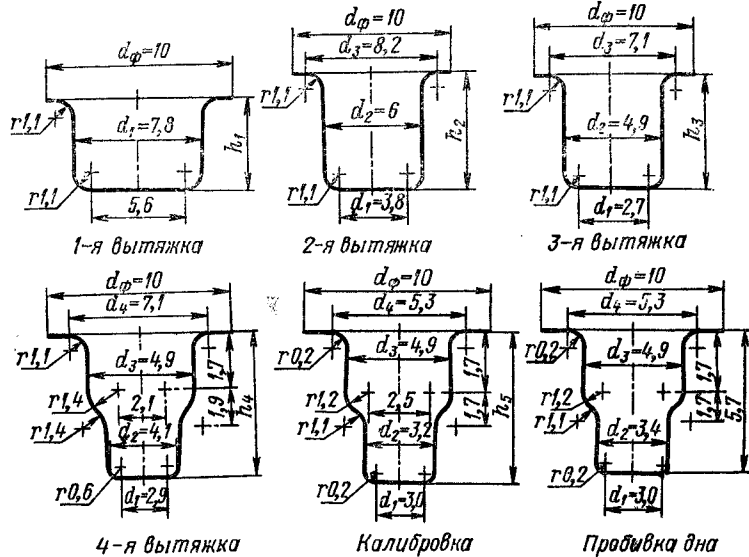 dф=10
r1,1
d₁=7,8
h₁
r1,1
5,6
1-я вытяжка
dф=10
d₃=8,2
r1,1
d₂=6
h₂
r1,1
d₁=3,8
2-я вытяжка
dф=10
d₃=7,1
r1,1
d₂=4,9
h₃
r1,1
d₁=2,7
3-я вытяжка
dф=10
d₄=7,1
r1,1
d₃=4,9
1,7
r1,4
2,1
1,9
h₄
r1,4
d₂=4,1
r0,6
d₁=2,9
4-я вытяжка
dф=10
d₄=5,3
r0,2
d₃=4,9
1,7
r1,2
2,5
1,7
h₅
r1,1
d₂=3,2
r0,2
d₁=3,0
Калибровка
dф=10
d₄=5,3
r0,2
d₃=4,9
1,7
r1,2
1,7
5,7
r1,1
d₂=3,4
r0,2
d₁=3,0
Пробивка дна